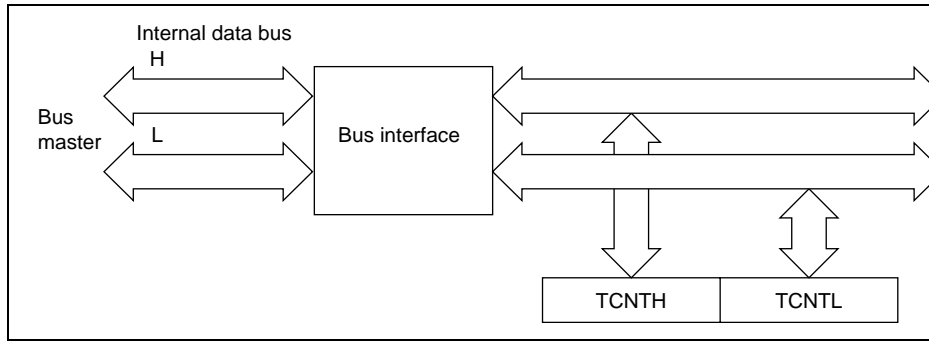 Internal data bus
H
Bus
master
L
Bus interface
TCNTH
TCNTL